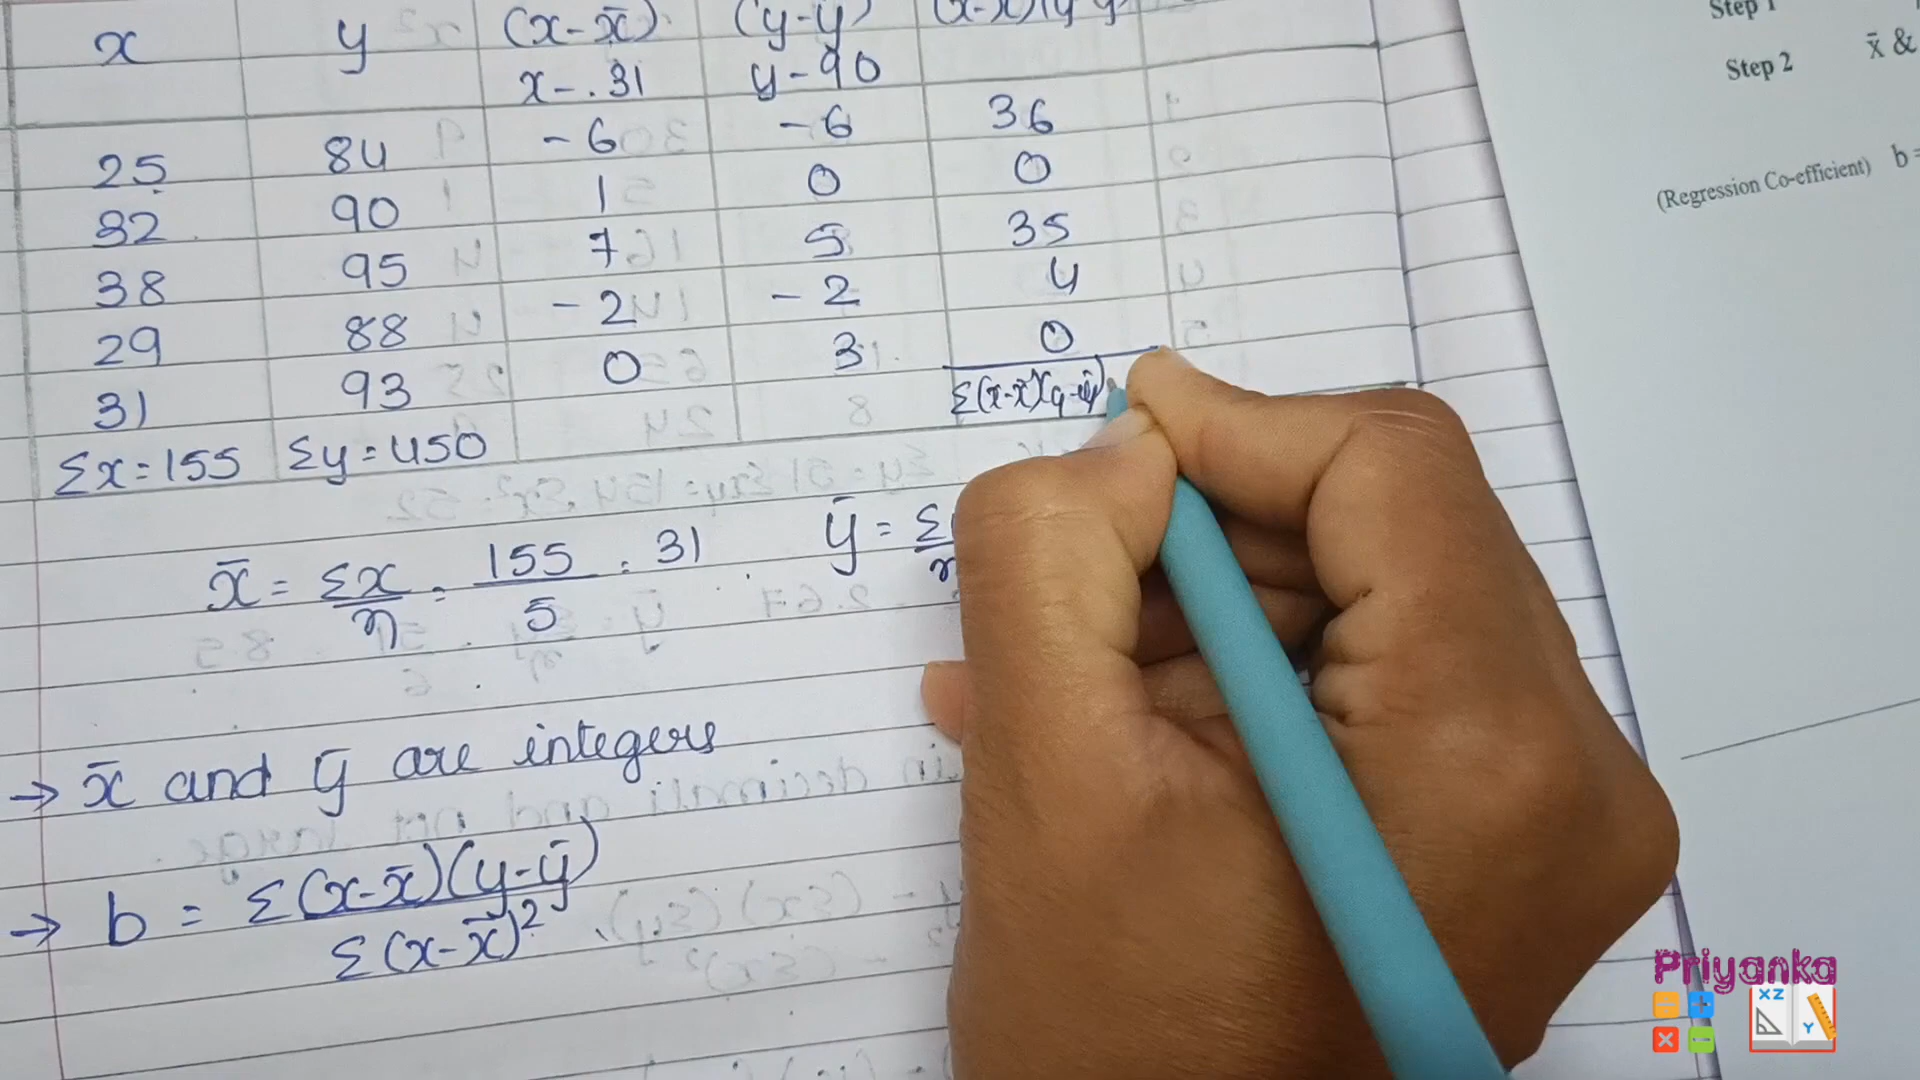 x y (x-x̄) (y-ȳ) (x-x̄)(y-ȳ)
x-.31 y-90
25 84 -6 -6 36
32 90 1 0 0
38 95 7 5 35
29 88 -2 -2 4
31 93 0 3 0
Σx=155 Σy=450 Σ(x-x̄)(y-ȳ)
x̄ = Σx/n = 155/5 = 31 ȳ = Σ
→ x̄ and ȳ are integers
→ b = Σ(x-x̄)(y-ȳ)
Σ(x-x̄)²
Step 1
Step 2 x̄ &
(Regression Co-efficient) b =
Priyanka
XZ
Y